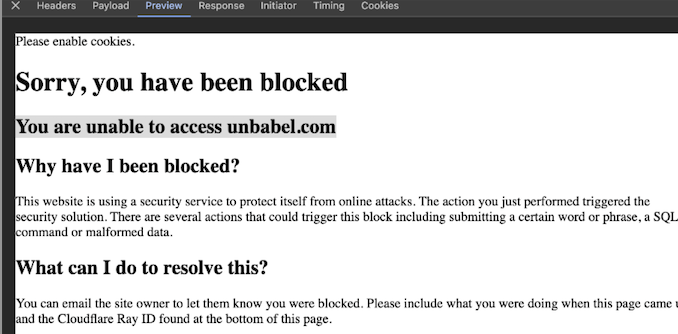 Headers Payload Preview Response Initiator Timing Cookies
Please enable cookies.
Sorry, you have been blocked
You are unable to access unbabel.com
Why have I been blocked?
This website is using a security service to protect itself from online attacks. The action you just performed triggered the
security solution. There are several actions that could trigger this block including submitting a certain word or phrase, a SQL
command or malformed data.
What can I do to resolve this?
You can email the site owner to let them know you were blocked. Please include what you were doing when this page came
and the Cloudflare Ray ID found at the bottom of this page.